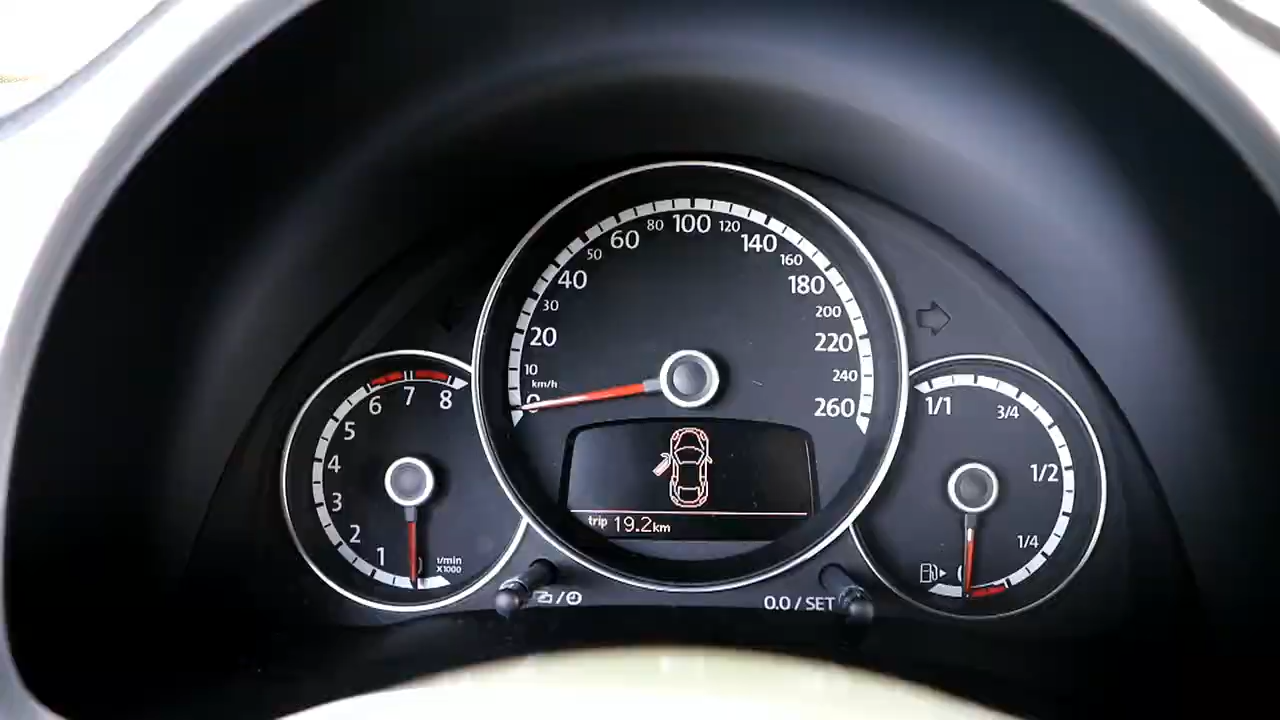 10 20 30 40 50 60 80 100 120 140 160 180 200 220 240 260
km/h
0
1 2 3 4 5 6 7 8
1/min
X1000
1/1 3/4 1/2 1/4
trip 19.2km
0.0 / SET